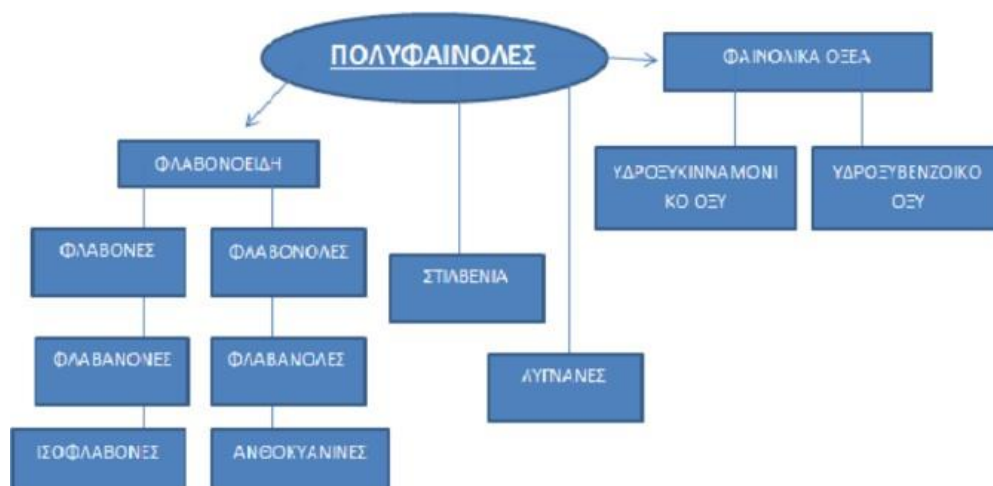 ΠΟΛΥΦΑΙΝΟΛΕΣ
ΦΑΙΝΟΛΙΚΑ ΟΞΕΑ
ΦΛΑΒΟΝΟΕΙΔΗ
ΥΔΡΟΞΥΚΙΝΝΑΜΟΝΙ
ΚΟ ΟΞΥ
ΥΔΡΟΞΥΒΕΝΖΟΙΚΟ
ΟΞΥ
ΦΛΑΒΟΝΕΣ
ΦΛΑΒΟΝΟΛΕΣ
ΣΤΙΛΒΕΝΙΑ
ΦΛΑΒΑΝΟΝΕΣ
ΦΛΑΒΑΝΟΛΕΣ
ΛΥΓΝΑΝΕΣ
ΙΣΟΦΛΑΒΟΝΕΣ
ΑΝΘΟΚΥΑΝΙΝΕΣ